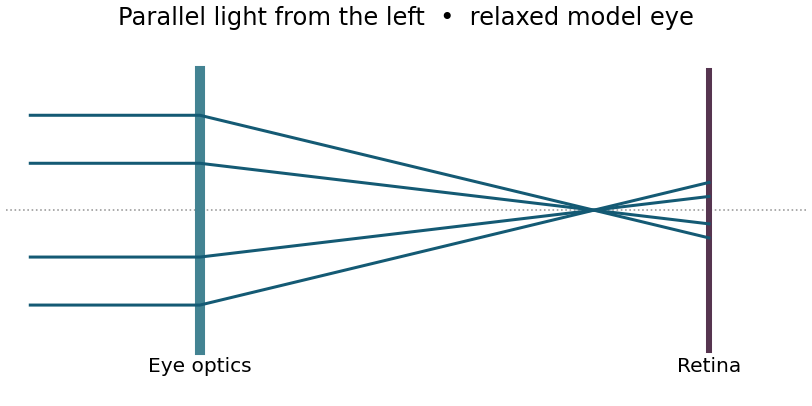 Parallel light from the left • relaxed model eye
Eye optics
Retina